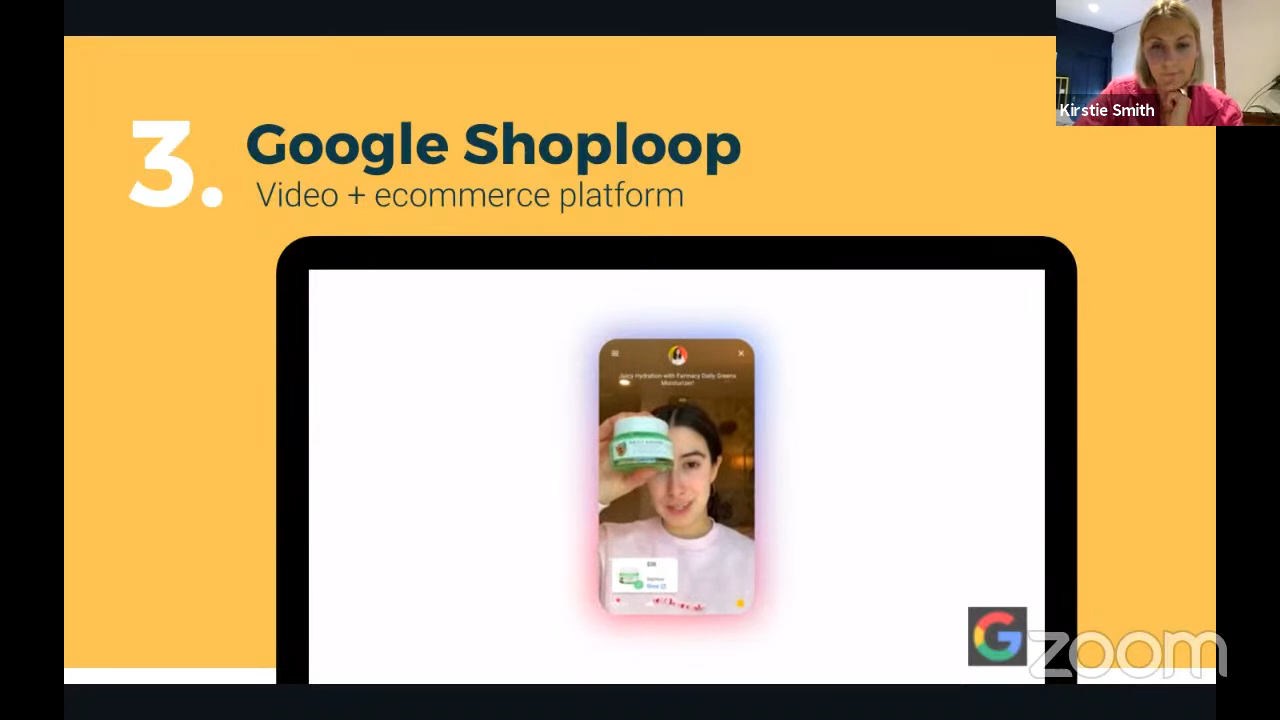 Kirstie Smith
3.
Google Shoploop
Video + ecommerce platform
Juicy Hydration with Farmacy Daily Greens
Moisturizer!
zoom